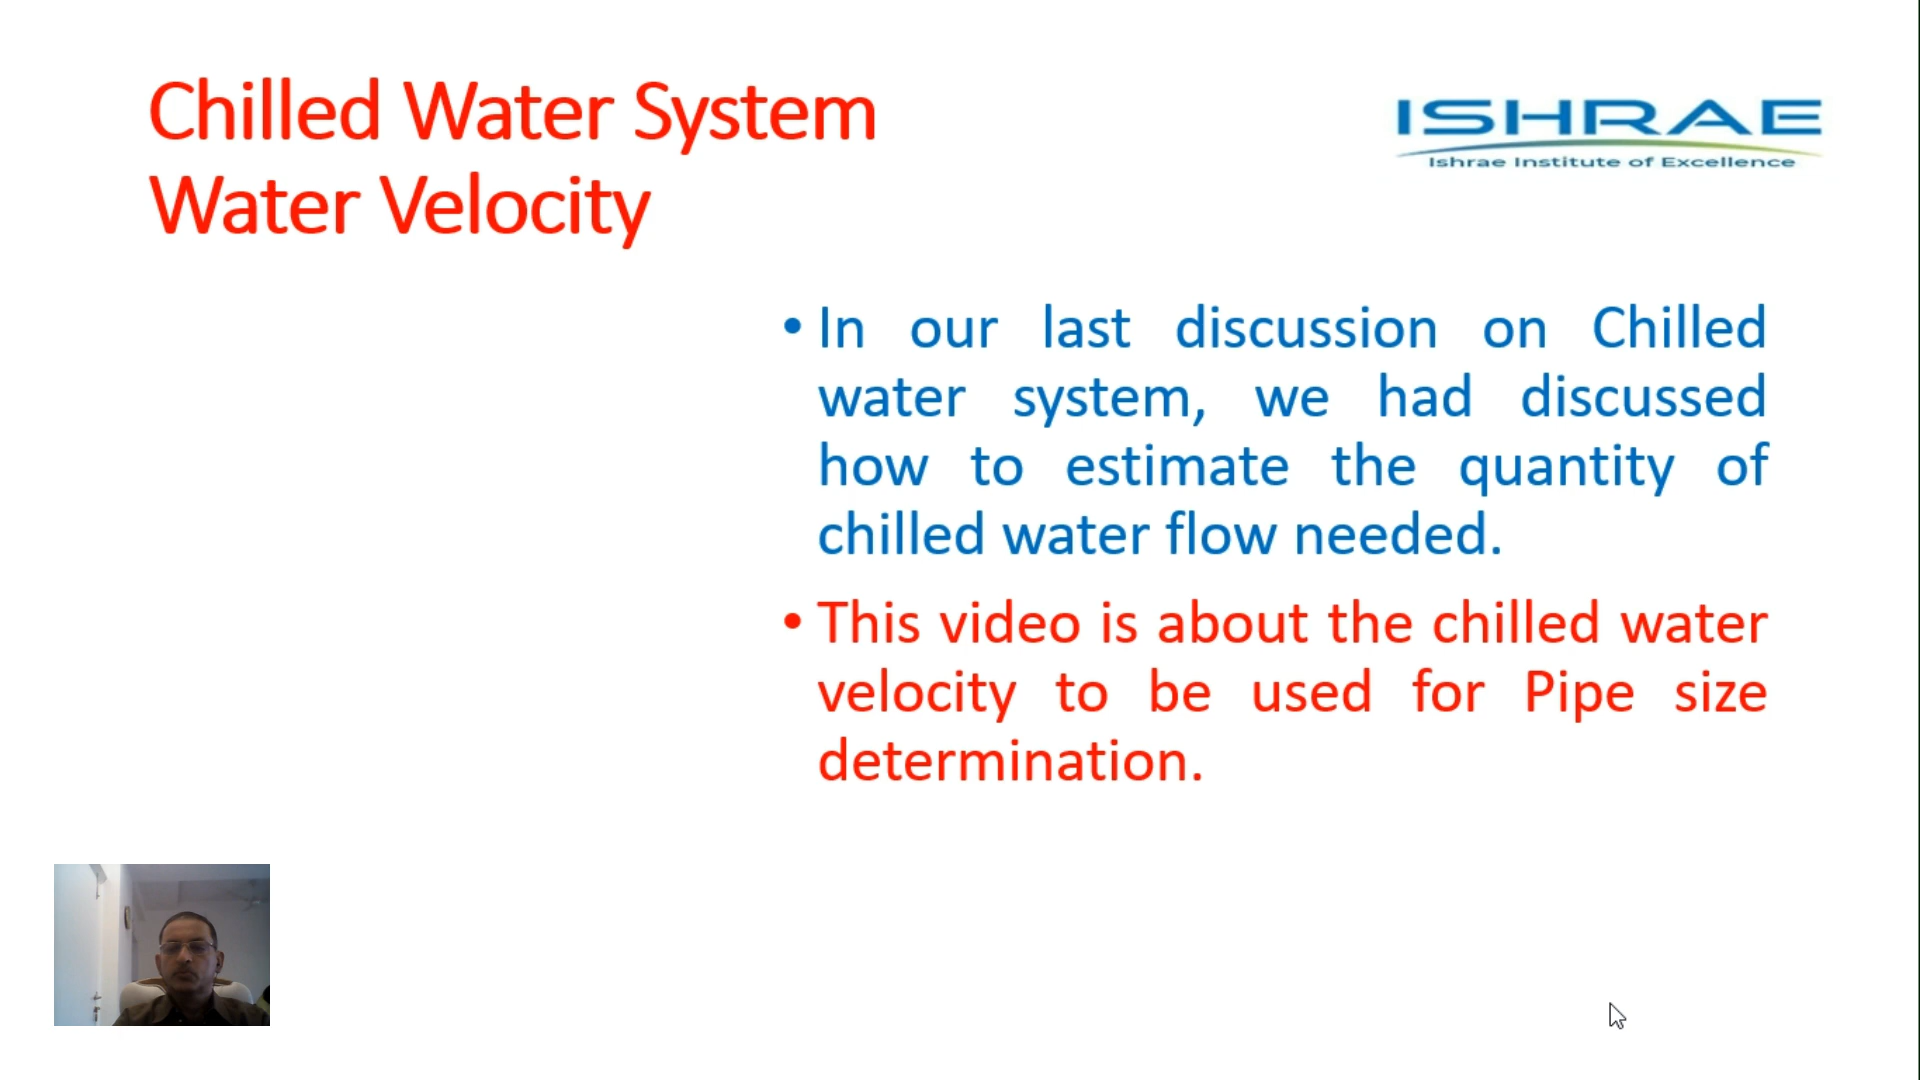 Chilled Water System
Water Velocity
ISHRAE
Ishrae Institute of Excellence
• In our last discussion on Chilled
water system, we had discussed
how to estimate the quantity of
chilled water flow needed.
• This video is about the chilled water
velocity to be used for Pipe size
determination.